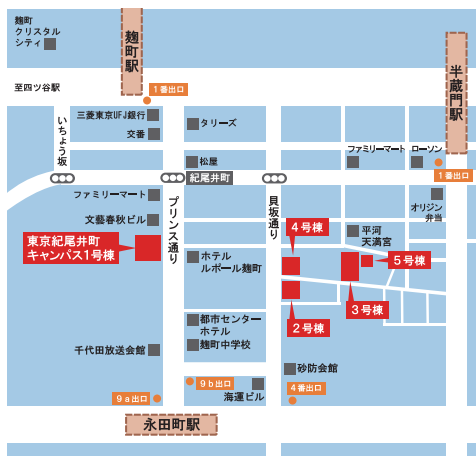 麹町
クリスタル
シティ
麹町駅
半蔵門駅
至四ツ谷駅
1番出口
いちょう坂
三菱東京UFJ銀行
交番
タリーズ
ファミリーマート
ローソン
松屋
1番出口
紀尾井町
ファミリーマート
プリンス通り
貝坂通り
オリジン
弁当
文藝春秋ビル
4号棟
平河
天満宮
東京紀尾井町
キャンパス1号棟
ホテル
ルポール麹町
5号棟
3号棟
2号棟
都市センター
ホテル
麹町中学校
千代田放送会館
砂防会館
9a出口
9b出口
海運ビル
4番出口
永田町駅